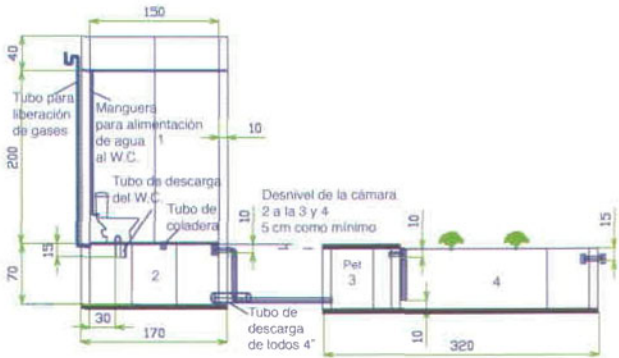 150
40
Tubo para
liberación
de gases
Manguera
para alimentación
de agua
al W.C.
1
10
200
Tubo de descarga
del W.C.
Tubo de
coladera
10
Desnivel de la cámara
2 a la 3 y 4
5 cm como mínimo
10
15
15
70
2
Pet
3
4
30
170
Tubo de
descarga
de lodos 4"
10
320